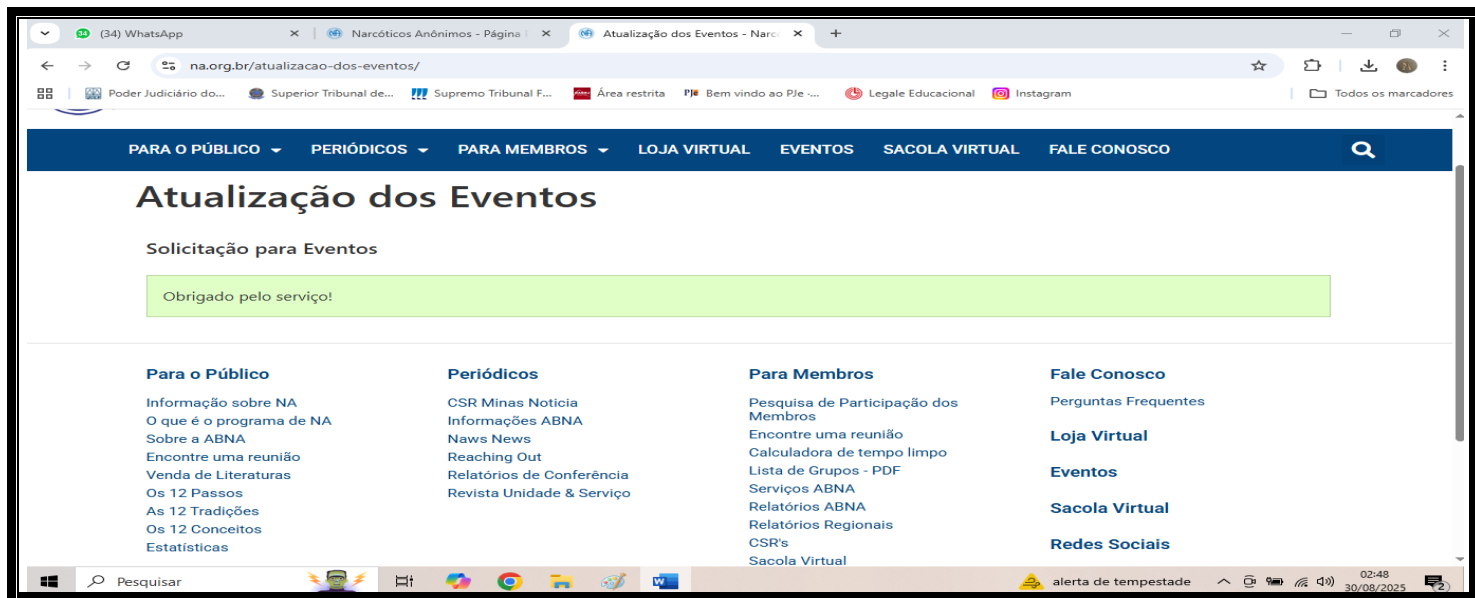 (34) WhatsApp
Narcóticos Anônimos - Página
Atualização dos Eventos - Narc
na.org.br/atualizacao-dos-eventos/
Poder Judiciário do...
Superior Tribunal de...
Supremo Tribunal F...
Área restrita
PJe Bem vindo ao PJe -...
Legale Educacional
Instagram
Todos os marcadores
PARA O PÚBLICO
PERIÓDICOS
PARA MEMBROS
LOJA VIRTUAL
EVENTOS
SACOLA VIRTUAL
FALE CONOSCO
Atualização dos Eventos
Solicitação para Eventos
Obrigado pelo serviço!
Para o Público
Informação sobre NA
O que é o programa de NA
Sobre a ABNA
Encontre uma reunião
Venda de Literaturas
Os 12 Passos
As 12 Tradições
Os 12 Conceitos
Estatísticas
Periódicos
CSR Minas Noticia
Informações ABNA
Naws News
Reaching Out
Relatórios de Conferência
Revista Unidade & Serviço
Para Membros
Pesquisa de Participação dos
Membros
Encontre uma reunião
Calculadora de tempo limpo
Lista de Grupos - PDF
Serviços ABNA
Relatórios ABNA
Relatórios Regionais
CSR's
Sacola Virtual
Fale Conosco
Perguntas Frequentes
Loja Virtual
Eventos
Sacola Virtual
Redes Sociais
Pesquisar
alerta de tempestade
02:48
30/08/2025